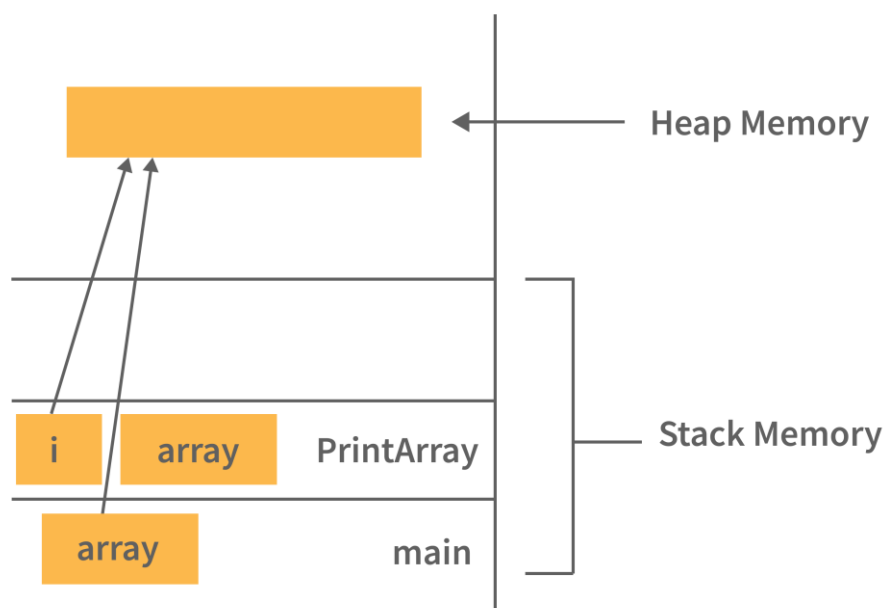 Heap Memory
i
array
PrintArray
Stack Memory
array
main